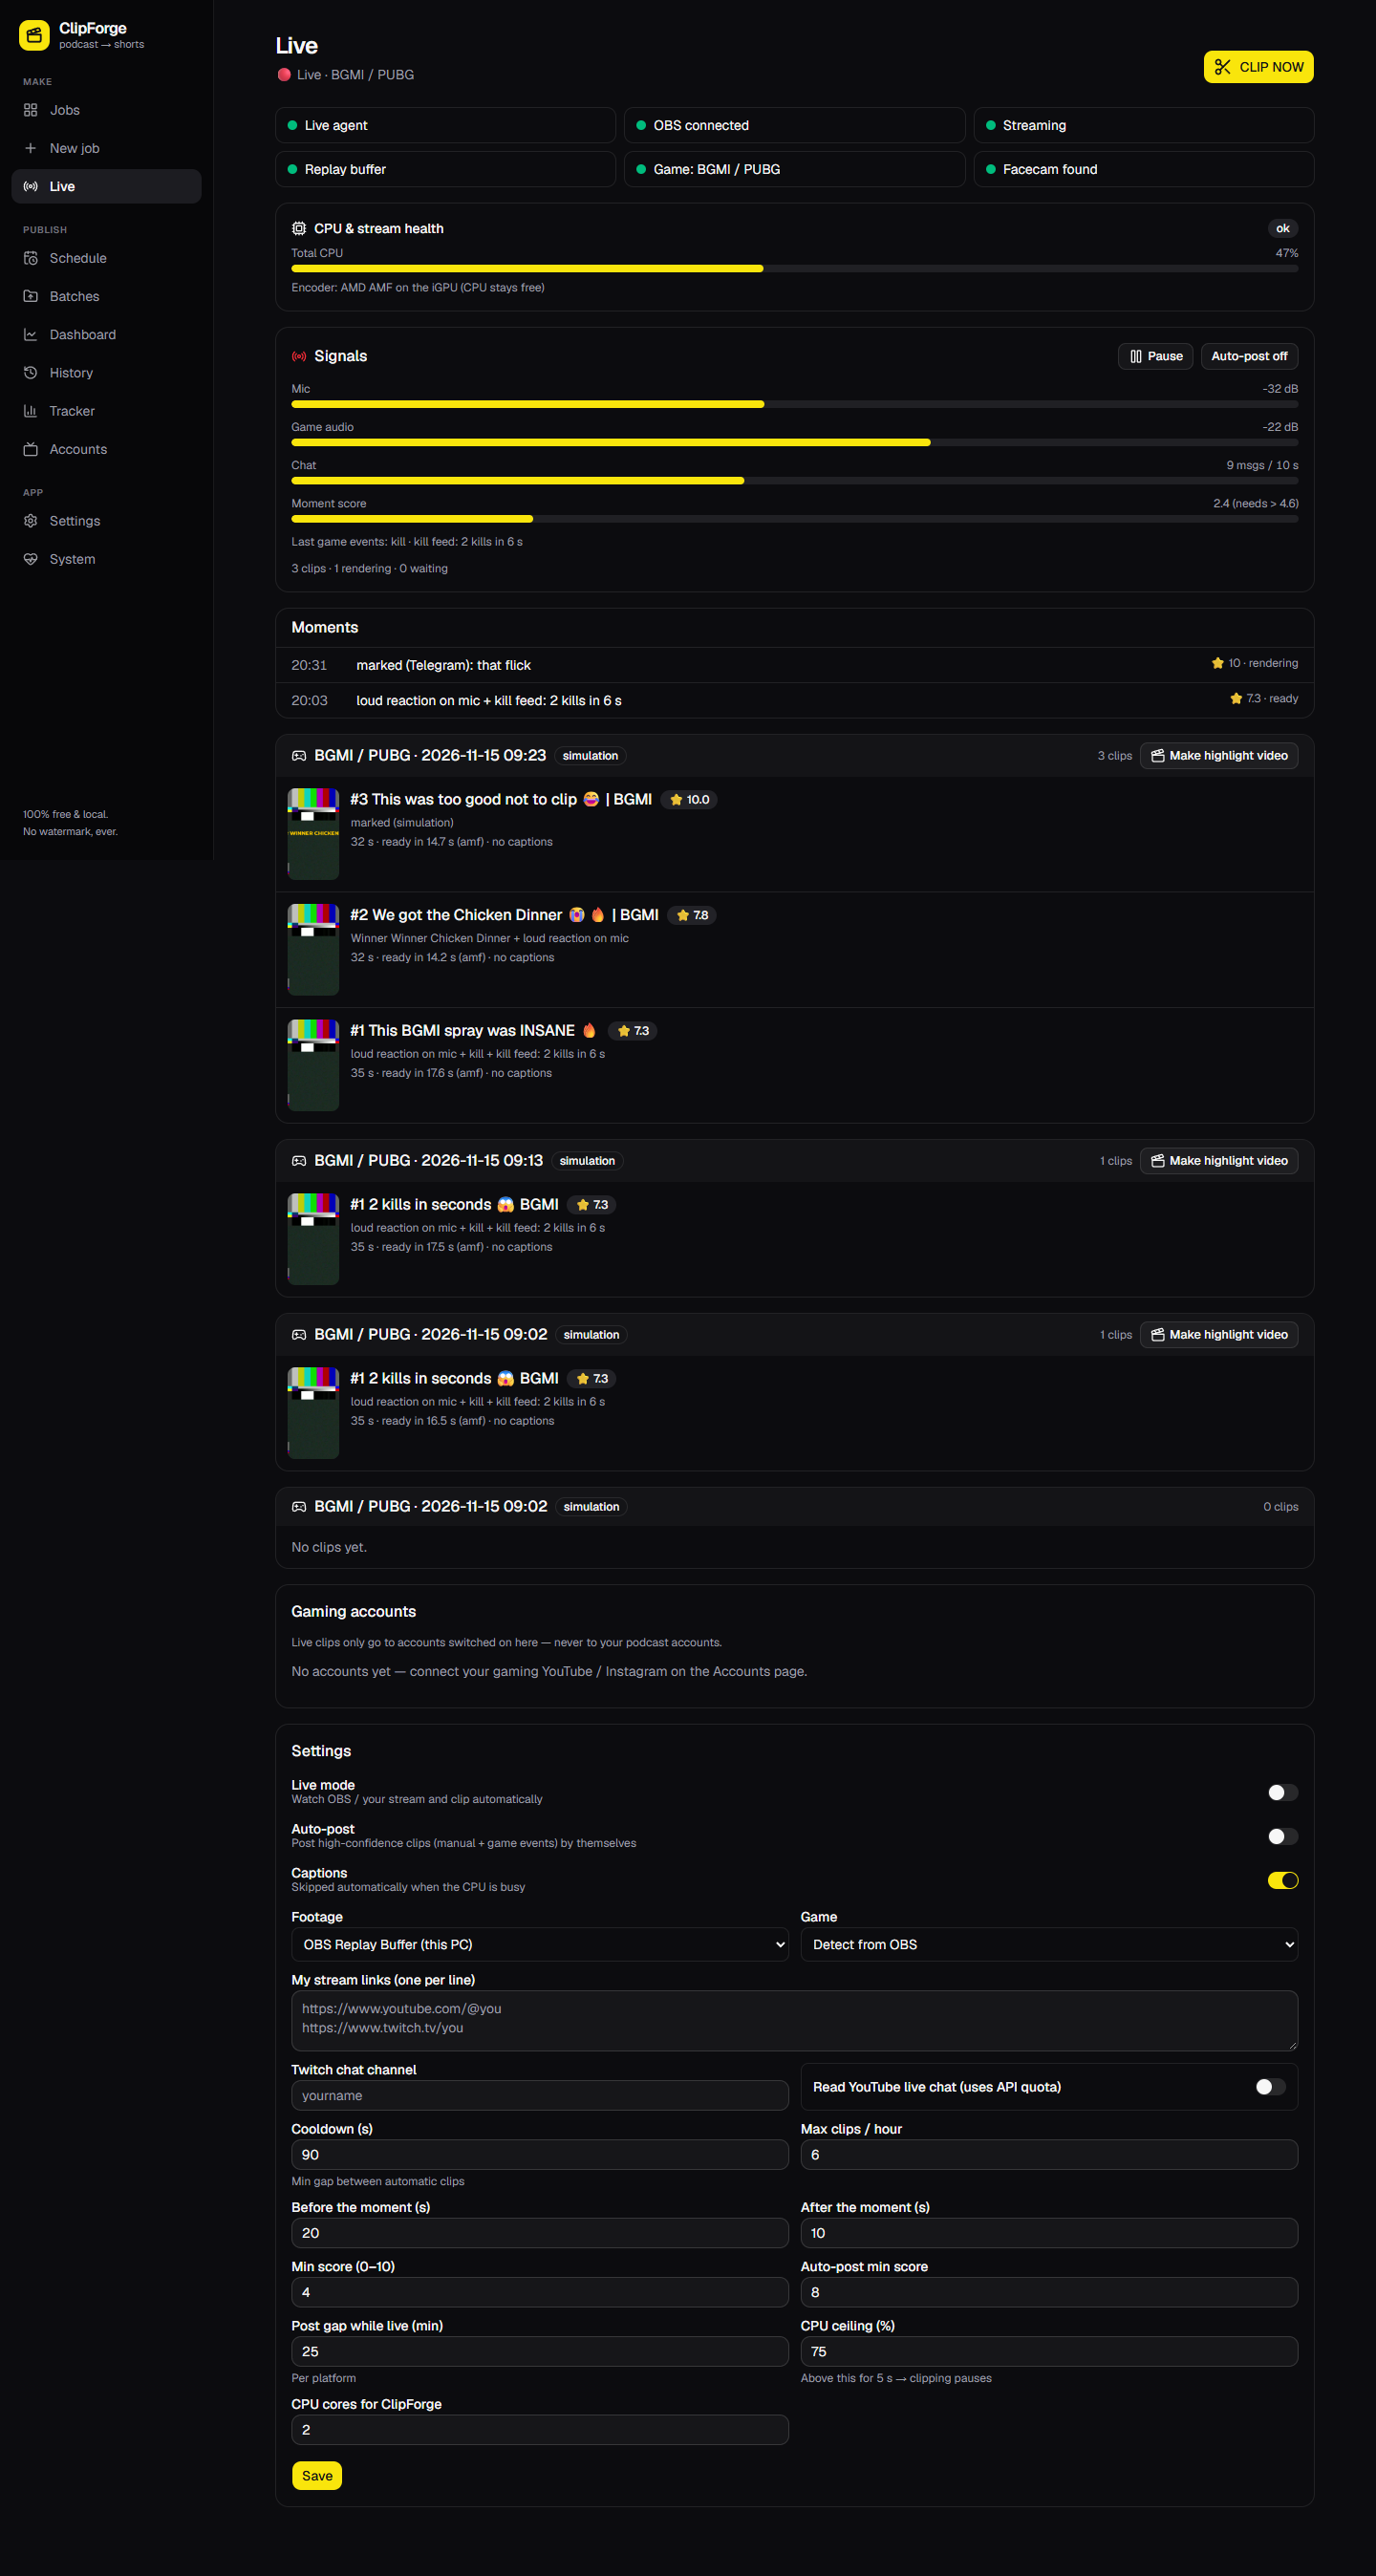 ClipForge
podcast → shorts
MAKE
Jobs
New job
Live
PUBLISH
Schedule
Batches
Dashboard
History
Tracker
Accounts
APP
Settings
System
100% free & local.
No watermark, ever.
Live
Live · BGMI / PUBG
CLIP NOW
Live agent
OBS connected
Streaming
Replay buffer
Game: BGMI / PUBG
Facecam found
CPU & stream health
ok
Total CPU
47%
Encoder: AMD AMF on the iGPU (CPU stays free)
Signals
Pause
Auto-post off
Mic
-32 dB
Game audio
-22 dB
Chat
9 msgs / 10 s
Moment score
2.4 (needs > 4.6)
Last game events: kill · kill feed: 2 kills in 6 s
3 clips · 1 rendering · 0 waiting
Moments
20:31 marked (Telegram): that flick
⭐ 10 · rendering
20:03 loud reaction on mic + kill feed: 2 kills in 6 s
⭐ 7.3 · ready
BGMI / PUBG · 2026-11-15 09:23 simulation
3 clips
Make highlight video
WINNER CHICKEN
#3 This was too good not to clip 😂 | BGMI ⭐ 10.0
marked (simulation)
32 s · ready in 14.7 s (amf) · no captions
#2 We got the Chicken Dinner 😭 🔥 | BGMI ⭐ 7.8
Winner Winner Chicken Dinner + loud reaction on mic
32 s · ready in 14.2 s (amf) · no captions
#1 This BGMI spray was INSANE 🔥 ⭐ 7.3
loud reaction on mic + kill + kill feed: 2 kills in 6 s
35 s · ready in 17.6 s (amf) · no captions
BGMI / PUBG · 2026-11-15 09:13 simulation
1 clips
Make highlight video
#1 2 kills in seconds 😱 BGMI ⭐ 7.3
loud reaction on mic + kill + kill feed: 2 kills in 6 s
35 s · ready in 17.5 s (amf) · no captions
BGMI / PUBG · 2026-11-15 09:02 simulation
1 clips
Make highlight video
#1 2 kills in seconds 😱 BGMI ⭐ 7.3
loud reaction on mic + kill + kill feed: 2 kills in 6 s
35 s · ready in 16.5 s (amf) · no captions
BGMI / PUBG · 2026-11-15 09:02 simulation
0 clips
No clips yet.
Gaming accounts
Live clips only go to accounts switched on here — never to your podcast accounts.
No accounts yet — connect your gaming YouTube / Instagram on the Accounts page.
Settings
Live mode
Watch OBS / your stream and clip automatically
Auto-post
Post high-confidence clips (manual + game events) by themselves
Captions
Skipped automatically when the CPU is busy
Footage
OBS Replay Buffer (this PC)
Game
Detect from OBS
My stream links (one per line)
https://www.youtube.com/@you
https://www.twitch.tv/you
Twitch chat channel
yourname
Read YouTube live chat (uses API quota)
Cooldown (s)
90
Min gap between automatic clips
Max clips / hour
6
Before the moment (s)
20
After the moment (s)
10
Min score (0–10)
4
Auto-post min score
8
Post gap while live (min)
25
Per platform
CPU ceiling (%)
75
Above this for 5 s → clipping pauses
CPU cores for ClipForge
2
Save